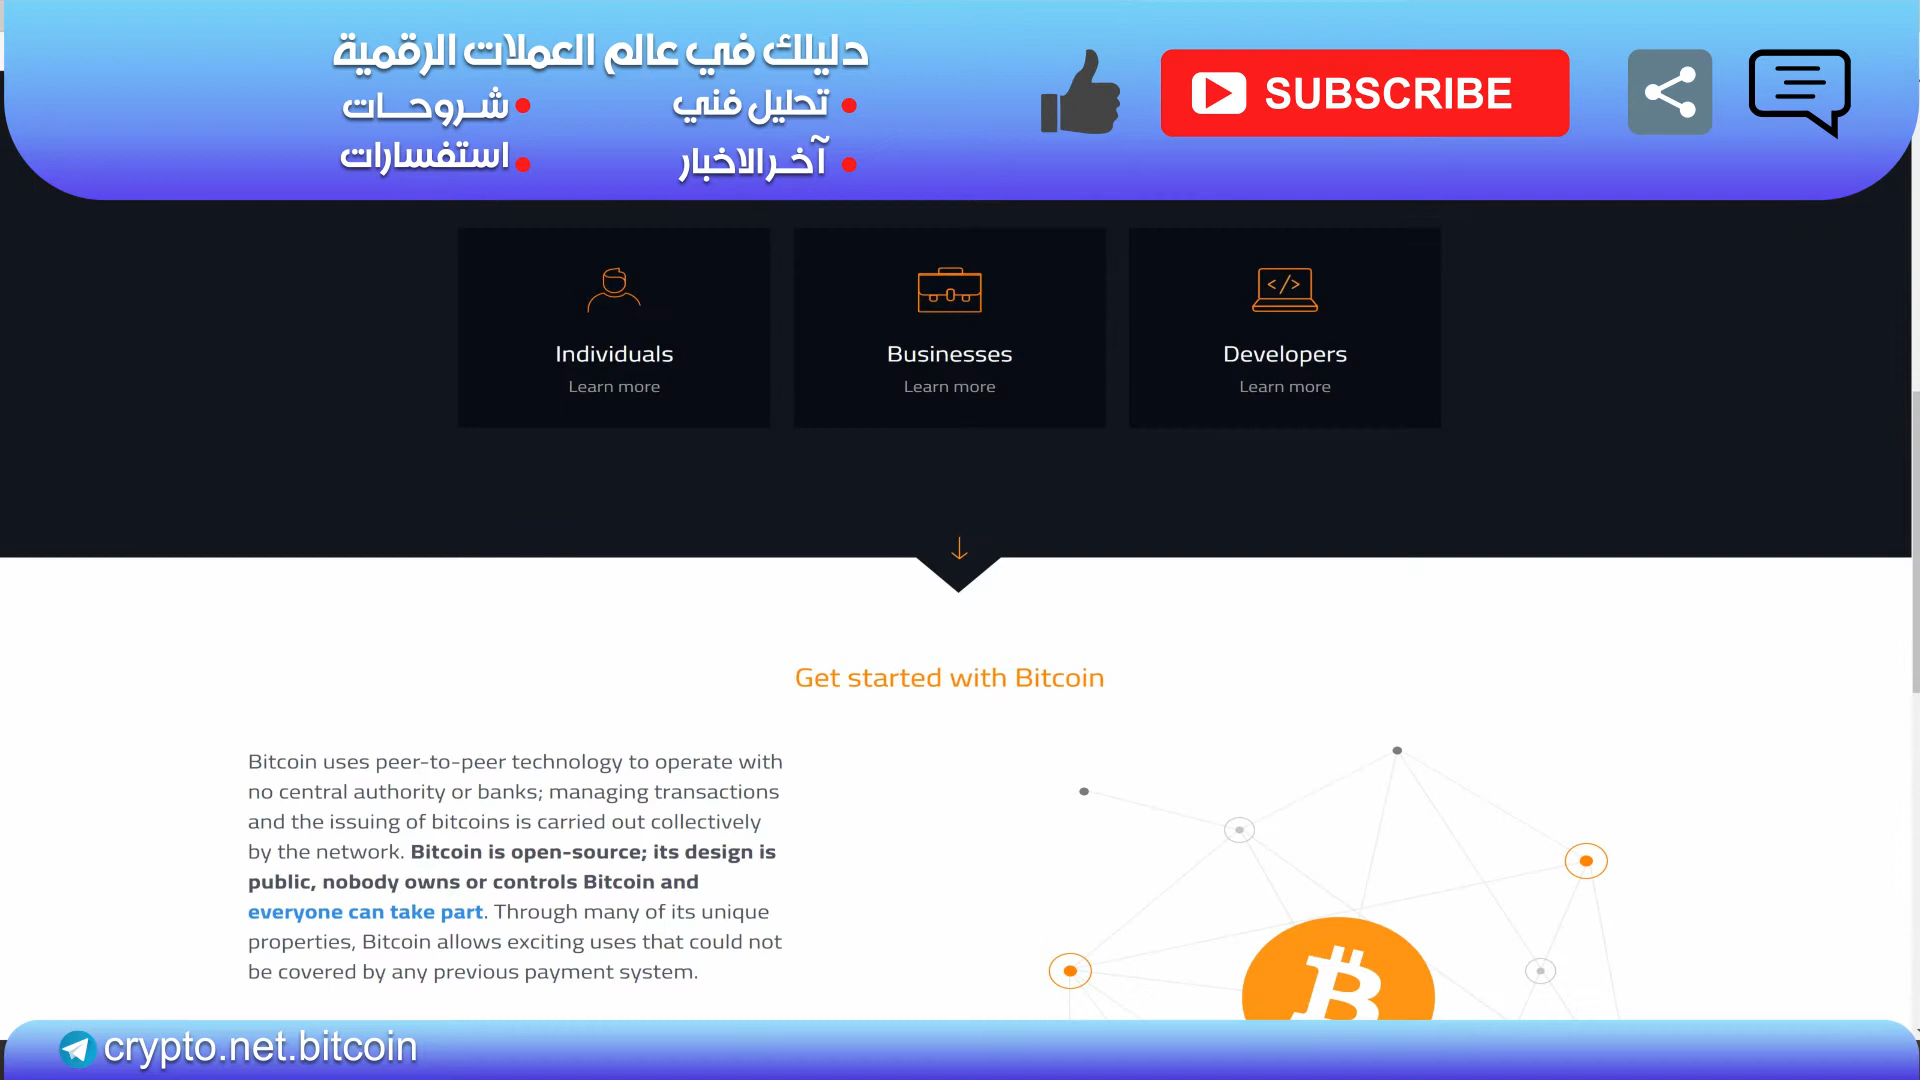 دليلك في عالم العملات الرقمية
تحليل فني
شروحات
آخر الاخبار
استفسارات
SUBSCRIBE
Individuals
Learn more
Businesses
Learn more
Developers
Learn more
Get started with Bitcoin
Bitcoin uses peer-to-peer technology to operate with
no central authority or banks; managing transactions
and the issuing of bitcoins is carried out collectively
by the network. Bitcoin is open-source; its design is
public, nobody owns or controls Bitcoin and
everyone can take part. Through many of its unique
properties, Bitcoin allows exciting uses that could not
be covered by any previous payment system.
crypto.net.bitcoin